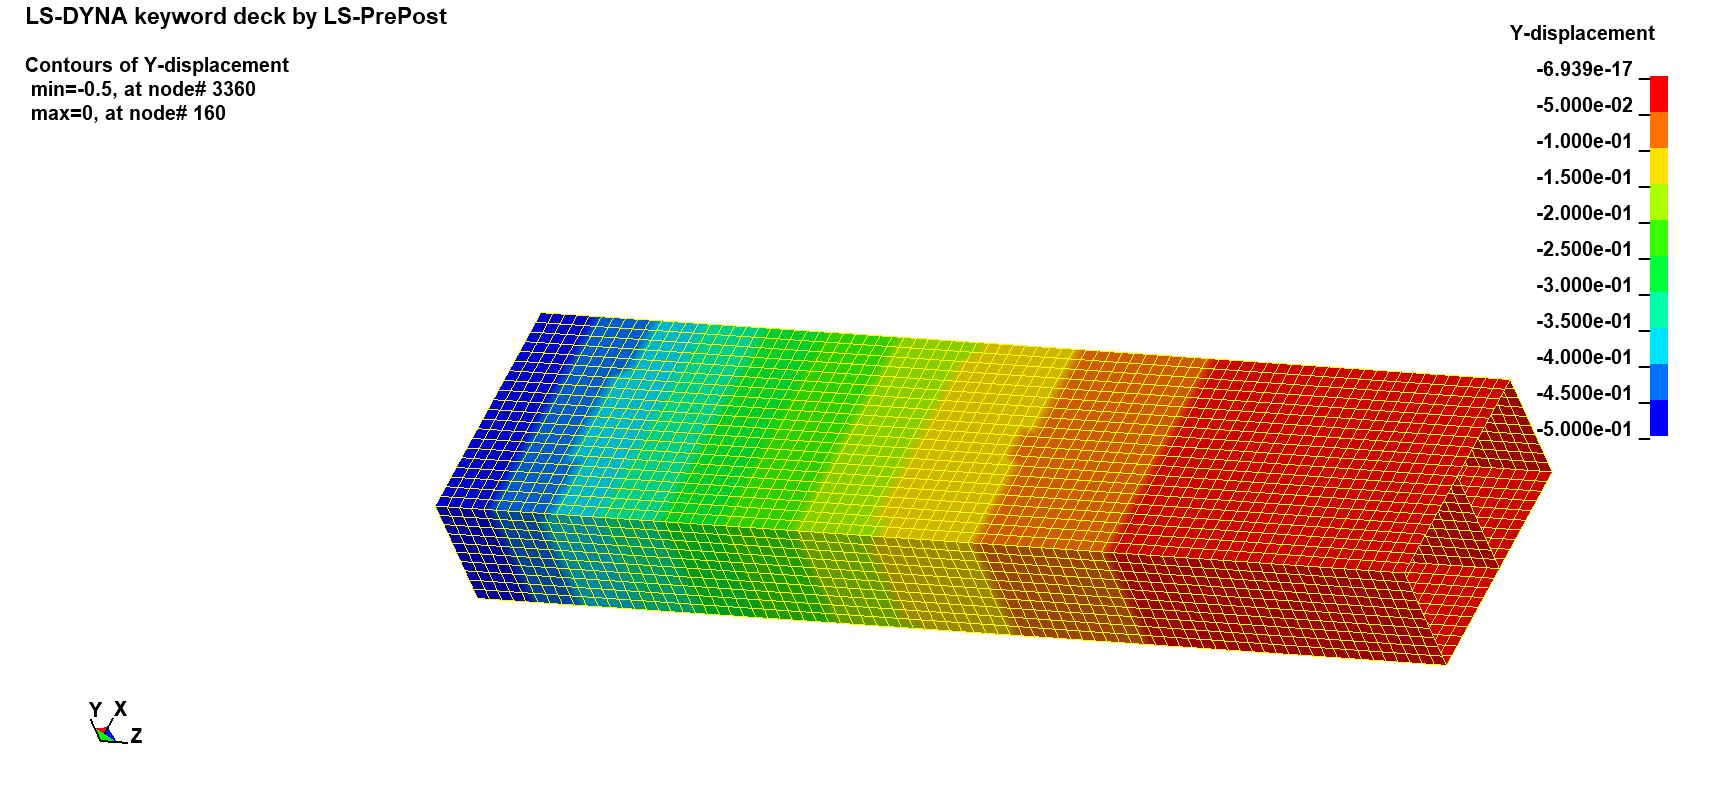 LS-DYNA keyword deck by LS-PrePost
Contours of Y-displacement
min=-0.5, at node# 3360
max=0, at node# 160
Y-displacement
-6.939e-17
-5.000e-02
-1.000e-01
-1.500e-01
-2.000e-01
-2.500e-01
-3.000e-01
-3.500e-01
-4.000e-01
-4.500e-01
-5.000e-01
Y X
Z